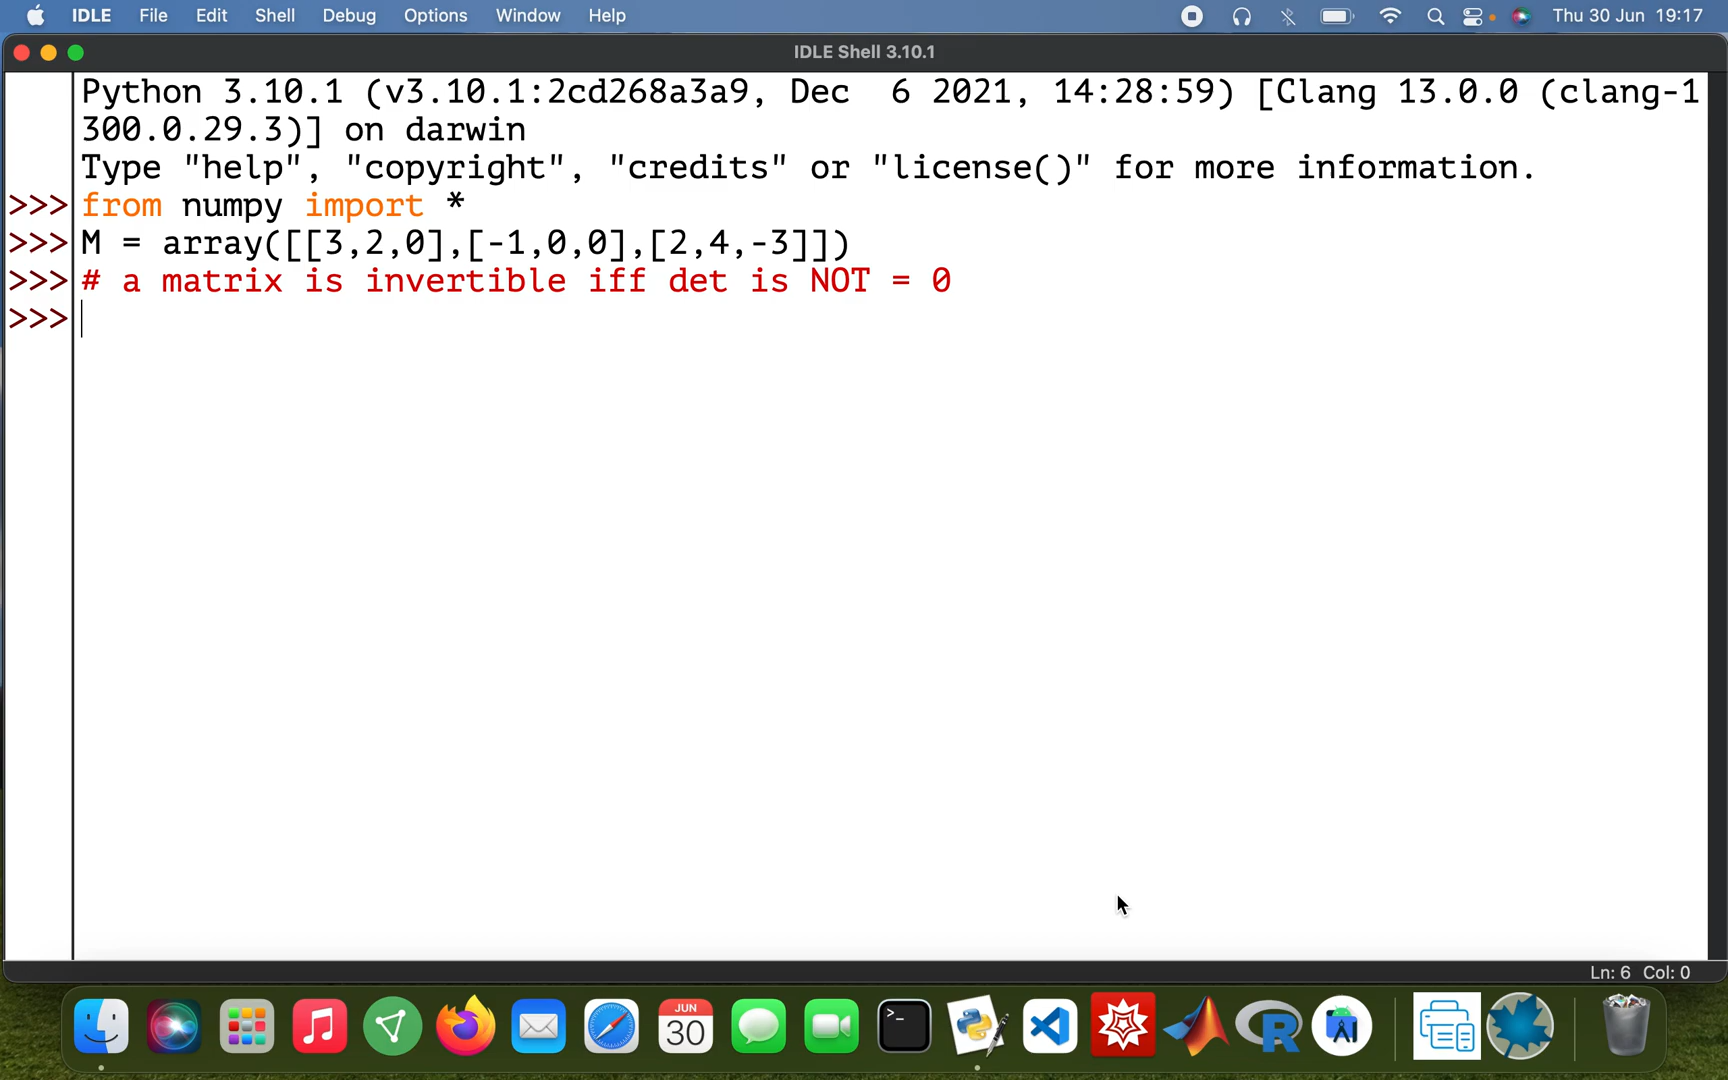 IDLE File Edit Shell Debug Options Window Help Thu 30 Jun 19:17
IDLE Shell 3.10.1
Python 3.10.1 (v3.10.1:2cd268a3a9, Dec  6 2021, 14:28:59) [Clang 13.0.0 (clang-1
300.0.29.3)] on darwin
Type "help", "copyright", "credits" or "license()" for more information.
>>> from numpy import *
>>> M = array([[3,2,0],[-1,0,0],[2,4,-3]])
>>> # a matrix is invertible iff det is NOT = 0
>>>
Ln: 6 Col: 0
JUN
30
>_
R